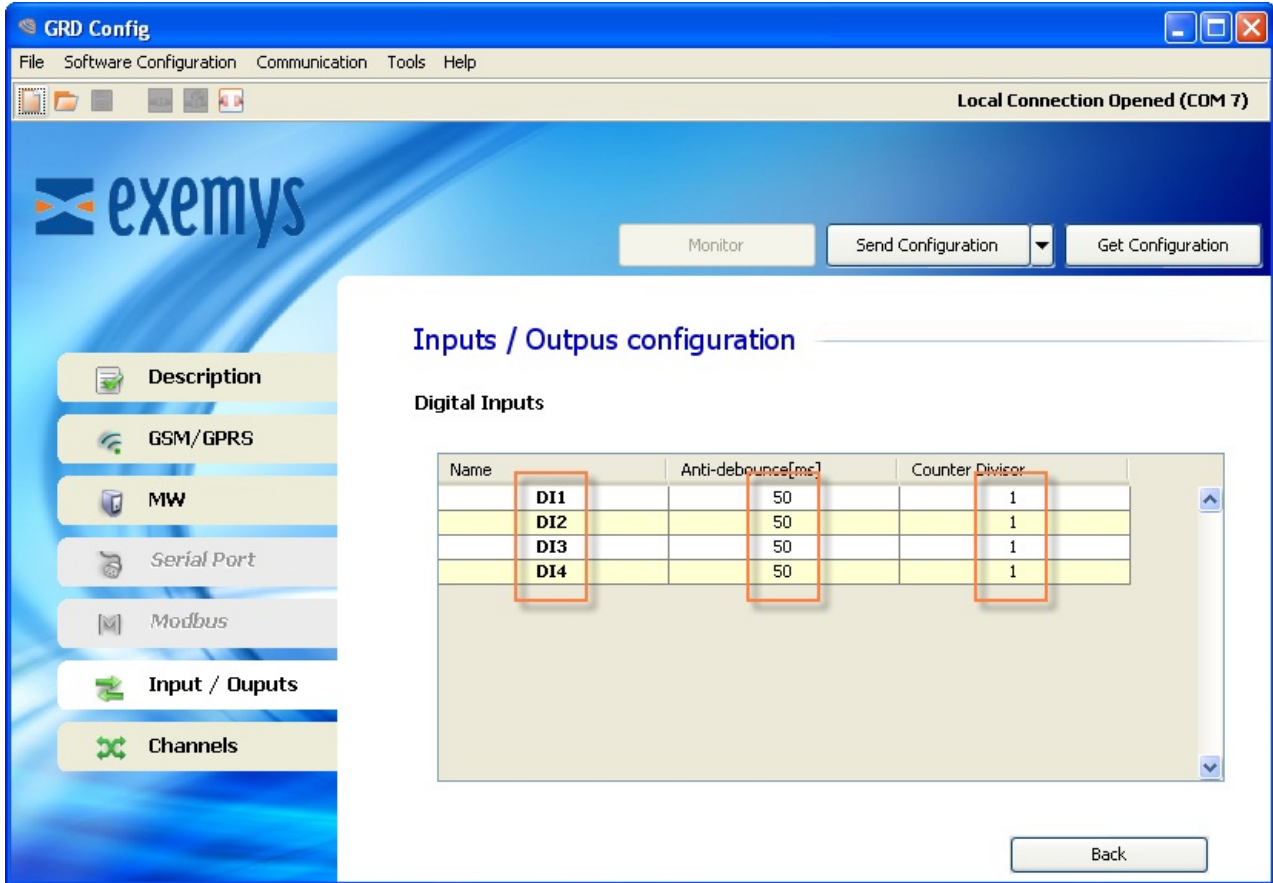 GRD Config
File Software Configuration Communication Tools Help
Local Connection Opened (COM 7)
exemys
Monitor Send Configuration Get Configuration
Inputs / Outpus configuration
Description
Digital Inputs
GSM/GPRS
Name Anti-debounce[ms] Counter Divisor
DI1 50 1
MW
DI2 50 1
DI3 50 1
Serial Port
DI4 50 1
Modbus
Input / Ouputs
Channels
Back